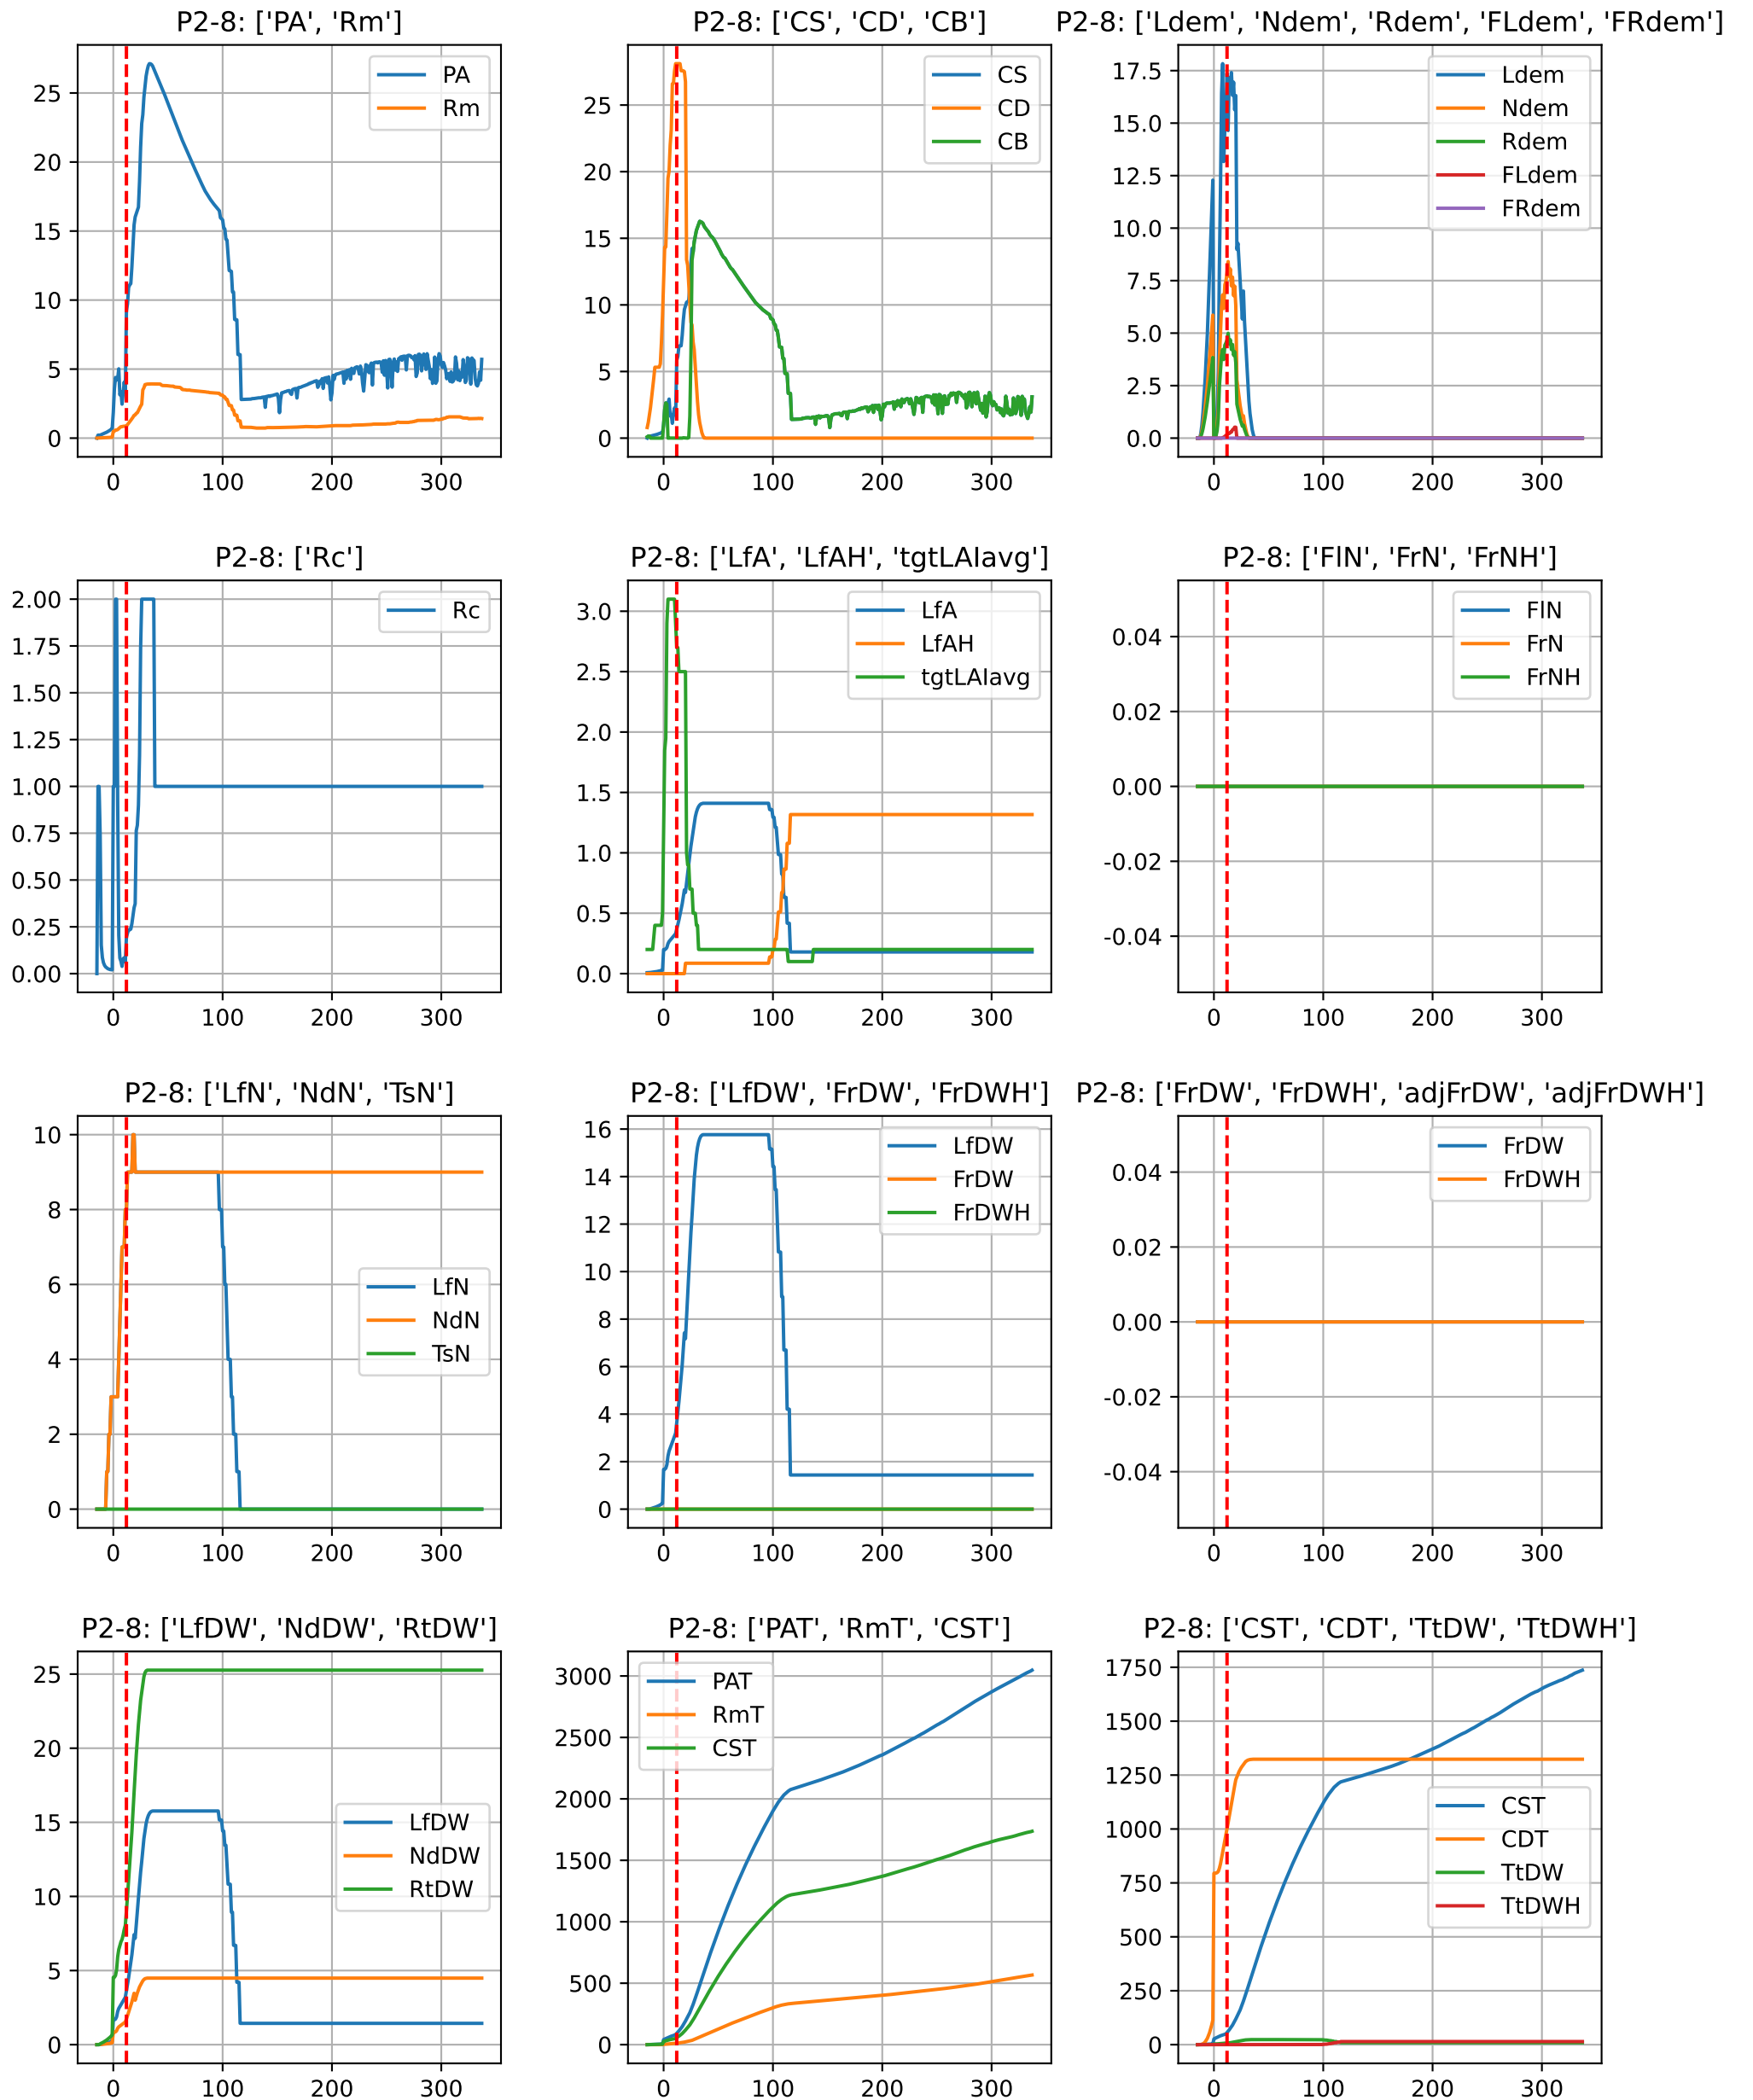 P2-8: ['PA', 'Rm']
25
20
15
10
5
0
0 100 200 300
PA
Rm
P2-8: ['CS', 'CD', 'CB']
25
20
15
10
5
0
0 100 200 300
CS
CD
CB
P2-8: ['Ldem', 'Ndem', 'Rdem', 'FLdem', 'FRdem']
17.5
15.0
12.5
10.0
7.5
5.0
2.5
0.0
0 100 200 300
Ldem
Ndem
Rdem
FLdem
FRdem
P2-8: ['Rc']
2.00
1.75
1.50
1.25
1.00
0.75
0.50
0.25
0.00
0 100 200 300
Rc
P2-8: ['LfA', 'LfAH', 'tgtLAIavg']
3.0
2.5
2.0
1.5
1.0
0.5
0.0
0 100 200 300
LfA
LfAH
tgtLAIavg
P2-8: ['FlN', 'FrN', 'FrNH']
0.04
0.02
0.00
-0.02
-0.04
0 100 200 300
FlN
FrN
FrNH
P2-8: ['LfN', 'NdN', 'TsN']
10
8
6
4
2
0
0 100 200 300
LfN
NdN
TsN
P2-8: ['LfDW', 'FrDW', 'FrDWH']
16
14
12
10
8
6
4
2
0
0 100 200 300
LfDW
FrDW
FrDWH
P2-8: ['FrDW', 'FrDWH', 'adjFrDW', 'adjFrDWH']
0.04
0.02
0.00
-0.02
-0.04
0 100 200 300
FrDW
FrDWH
P2-8: ['LfDW', 'NdDW', 'RtDW']
25
20
15
10
5
0
0 100 200 300
LfDW
NdDW
RtDW
P2-8: ['PAT', 'RmT', 'CST']
3000
2500
2000
1500
1000
500
0
0 100 200 300
PAT
RmT
CST
P2-8: ['CST', 'CDT', 'TtDW', 'TtDWH']
1750
1500
1250
1000
750
500
250
0
0 100 200 300
CST
CDT
TtDW
TtDWH